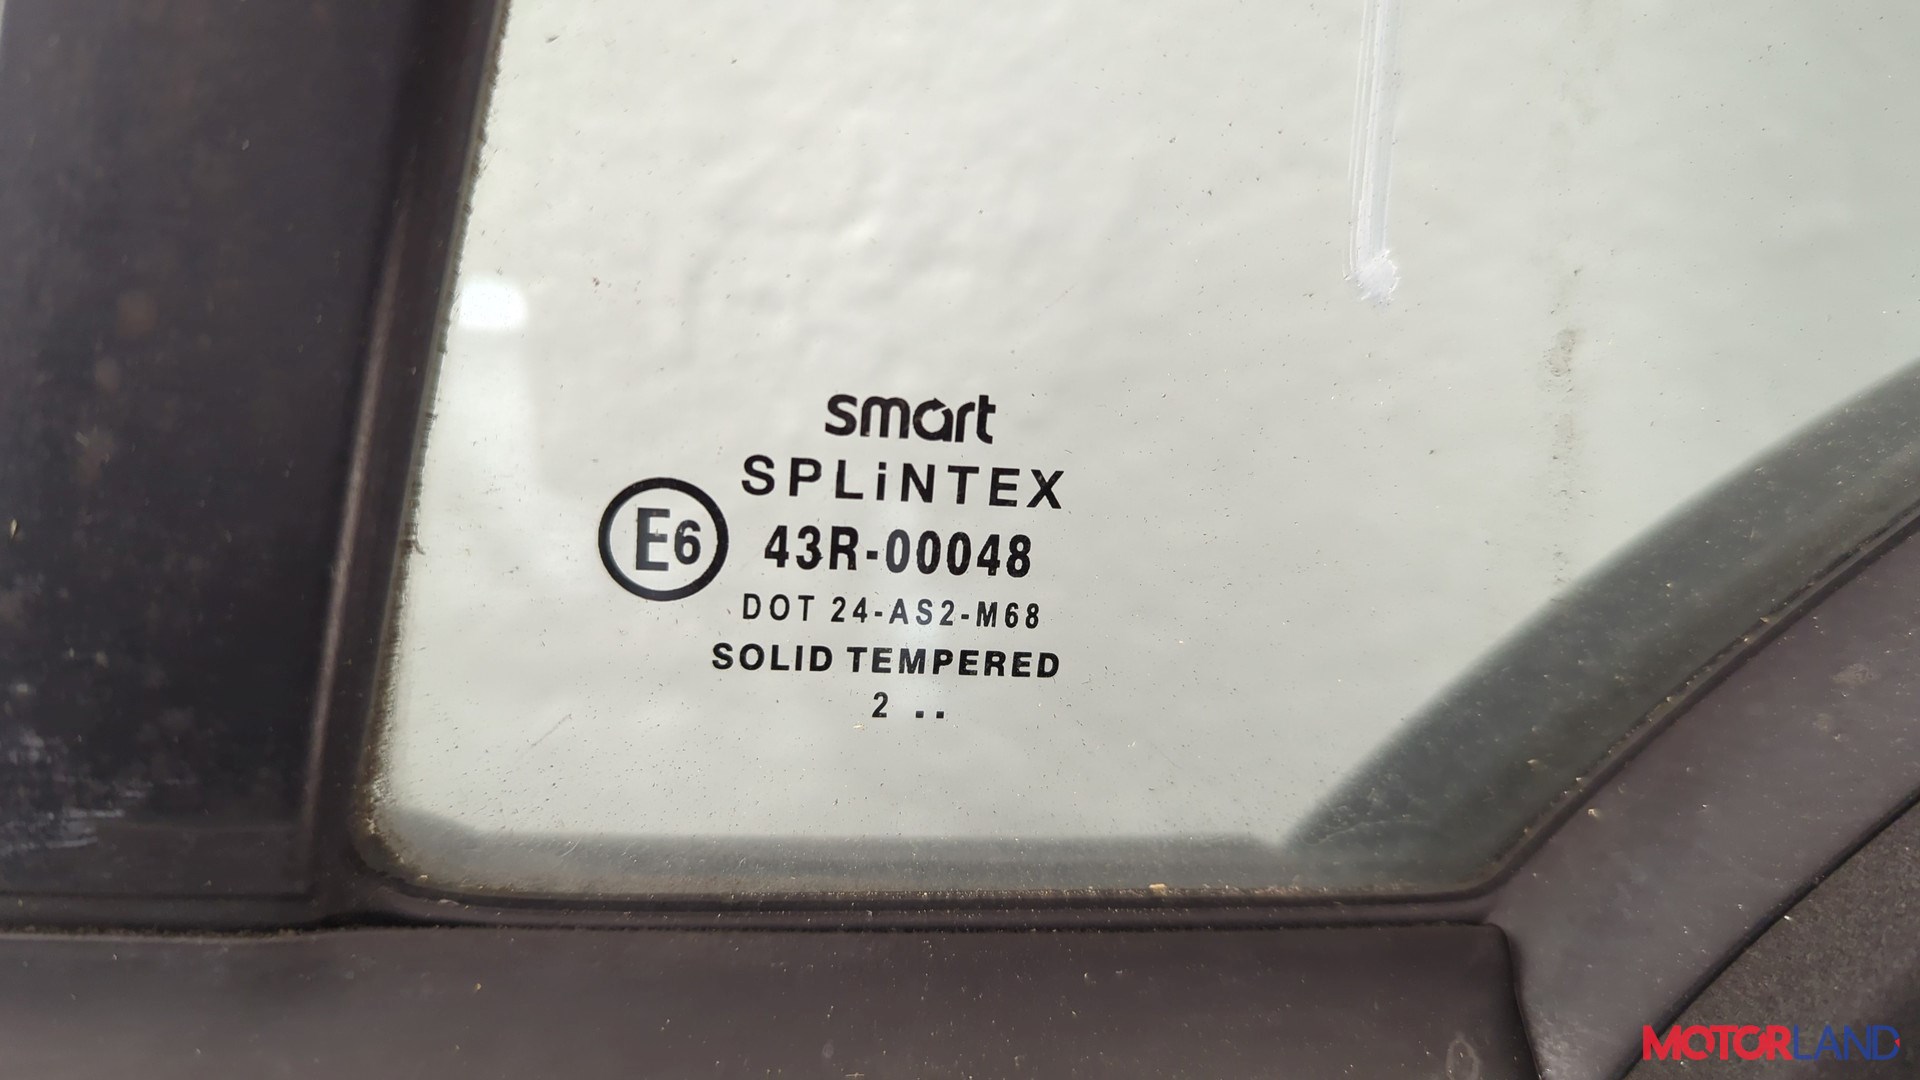 smart
SPLiNTEX
E6 43R-00048
DOT 24-AS2-M68
SOLID TEMPERED
2 ..
MOTORLAND